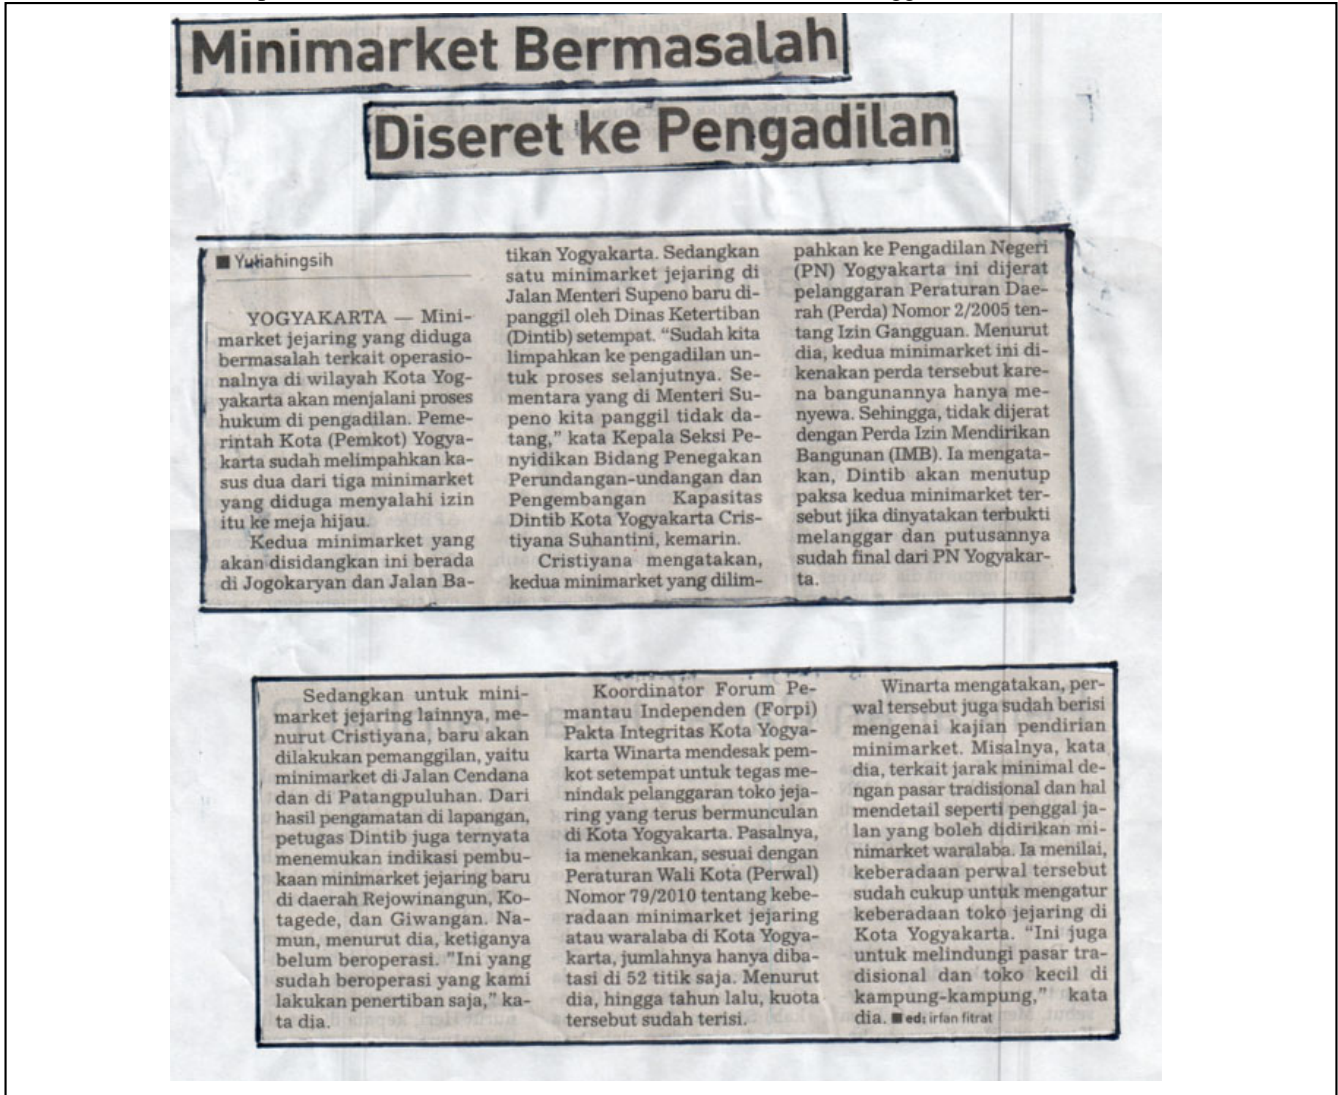 Minimarket Bermasalah
Diseret ke Pengadilan
Yuliahingsih
YOGYAKARTA — Mini-
market jejaring yang diduga
bermasalah terkait operasio-
nalnya di wilayah Kota Yog-
yakarta akan menjalani proses
hukum di pengadilan. Peme-
rintah Kota (Pemkot) Yogya-
karta sudah melimpahkan ka-
sus dua dari tiga minimarket
yang diduga menyalahi izin
itu ke meja hijau.
Kedua minimarket yang
akan disidangkan ini berada
di Jogokaryan dan Jalan Ba-
tikan Yogyakarta. Sedangkan
satu minimarket jejaring di
Jalan Menteri Supeno baru di-
panggil oleh Dinas Ketertiban
(Dintib) setempat. “Sudah kita
limpahkan ke pengadilan un-
tuk proses selanjutnya. Se-
mentara yang di Menteri Su-
peno kita panggil tidak da-
tang,” kata Kepala Seksi Pe-
nyidikan Bidang Penegakan
Perundangan-undangan dan
Pengembangan Kapasitas
Dintib Kota Yogyakarta Cris-
tiyana Suhantini, kemarin.
Cristiyana mengatakan,
kedua minimarket yang dilim-
pahkan ke Pengadilan Negeri
(PN) Yogyakarta ini dijerat
pelanggaran Peraturan Dae-
rah (Perda) Nomor 2/2005 ten-
tang Izin Gangguan. Menurut
dia, kedua minimarket ini di-
kenakan perda tersebut kare-
na bangunannya hanya me-
nyewa. Sehingga, tidak dijerat
dengan Perda Izin Mendirikan
Bangunan (IMB). Ia mengata-
kan, Dintib akan menutup
paksa kedua minimarket ter-
sebut jika dinyatakan terbukti
melanggar dan putusannya
sudah final dari PN Yogyakar-
ta.
Sedangkan untuk mini-
market jejaring lainnya, me-
nurut Cristiyana, baru akan
dilakukan pemanggilan, yaitu
minimarket di Jalan Cendana
dan di Patangpuluhan. Dari
hasil pengamatan di lapangan,
petugas Dintib juga ternyata
menemukan indikasi pembu-
kaan minimarket jejaring baru
di daerah Rejowinangun, Ko-
tagede, dan Giwangan. Na-
mun, menurut dia, ketiganya
belum beroperasi. "Ini yang
sudah beroperasi yang kami
lakukan penertiban saja,” ka-
ta dia.
Koordinator Forum Pe-
mantau Independen (Forpi)
Pakta Integritas Kota Yogya-
karta Winarta mendesak pem-
kot setempat untuk tegas me-
nindak pelanggaran toko jeja-
ring yang terus bermunculan
di Kota Yogyakarta. Pasalnya,
ia menekankan, sesuai dengan
Peraturan Wali Kota (Perwal)
Nomor 79/2010 tentang kebe-
radaan minimarket jejaring
atau waralaba di Kota Yogya-
karta, jumlahnya hanya diba-
tasi di 52 titik saja. Menurut
dia, hingga tahun lalu, kuota
tersebut sudah terisi.
Winarta mengatakan, per-
wal tersebut juga sudah berisi
mengenai kajian pendirian
minimarket. Misalnya, kata
dia, terkait jarak minimal de-
ngan pasar tradisional dan hal
mendetail seperti penggal ja-
lan yang boleh didirikan mi-
nimarket waralaba. Ia menilai,
keberadaan perwal tersebut
sudah cukup untuk mengatur
keberadaan toko jejaring di
Kota Yogyakarta. “Ini juga
untuk melindungi pasar tra-
disional dan toko kecil di
kampung-kampung,” kata
dia. ■ ed: irfan fitrat